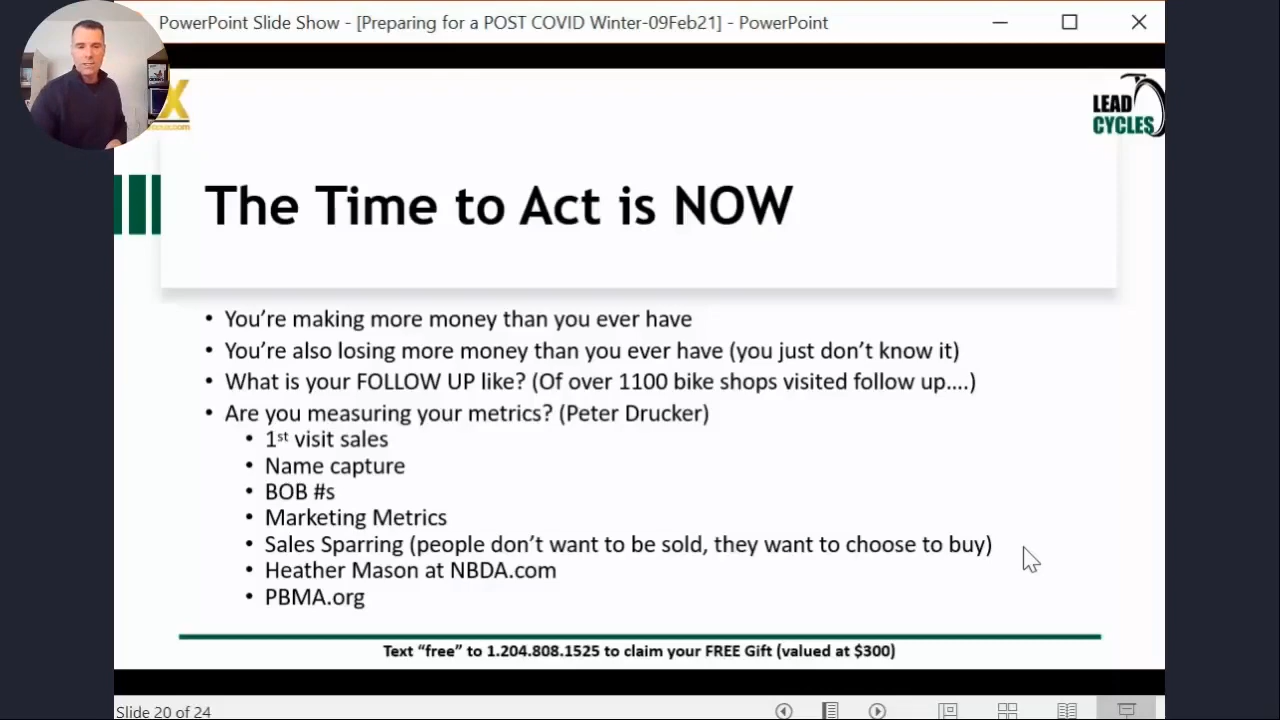 PowerPoint Slide Show - [Preparing for a POST COVID Winter-09Feb21] - PowerPoint
X
LEAD
CYCLES
The Time to Act is NOW
• You’re making more money than you ever have
• You’re also losing more money than you ever have (you just don’t know it)
• What is your FOLLOW UP like? (Of over 1100 bike shops visited follow up....)
• Are you measuring your metrics? (Peter Drucker)
• 1st visit sales
• Name capture
• BOB #s
• Marketing Metrics
• Sales Sparring (people don’t want to be sold, they want to choose to buy)
• Heather Mason at NBDA.com
• PBMA.org
Text “free” to 1.204.808.1525 to claim your FREE Gift (valued at $300)
Slide 20 of 24